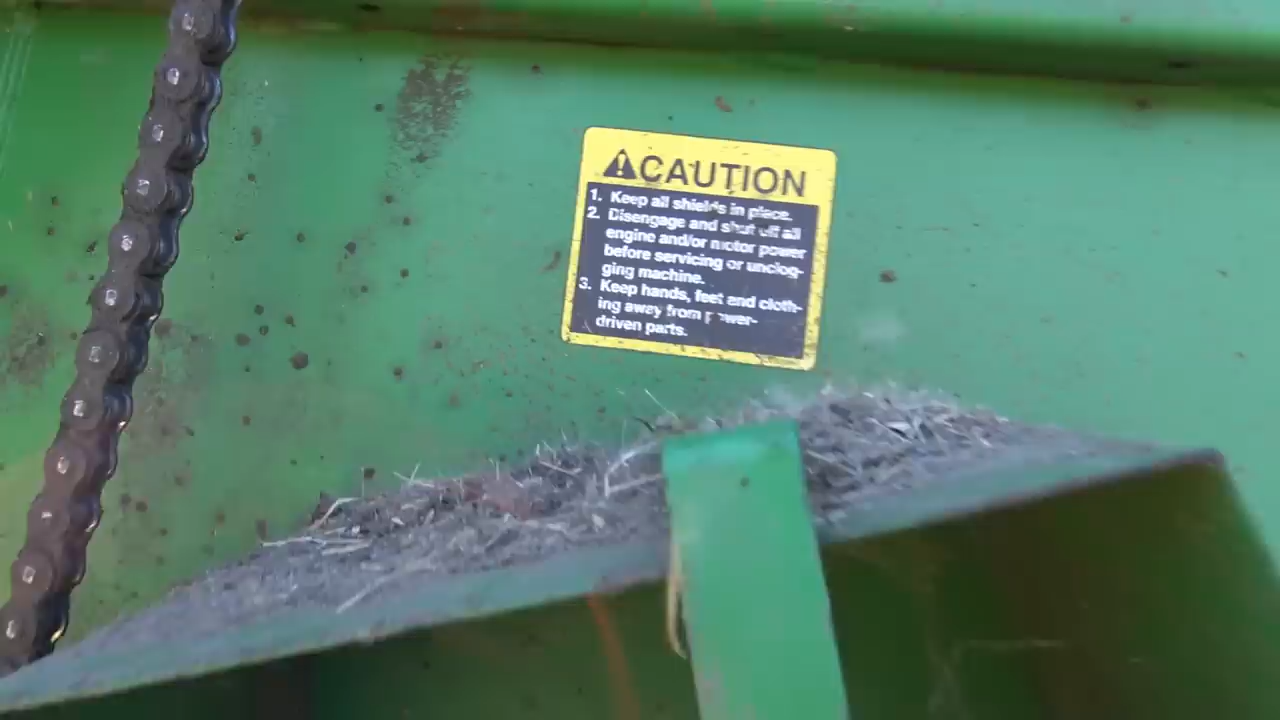 CAUTION
1. Keep all shields in place.
2. Disengage and shut off all
engine and/or motor power
before servicing or unclog-
ging machine.
3. Keep hands, feet and cloth-
ing away from power-
driven parts.